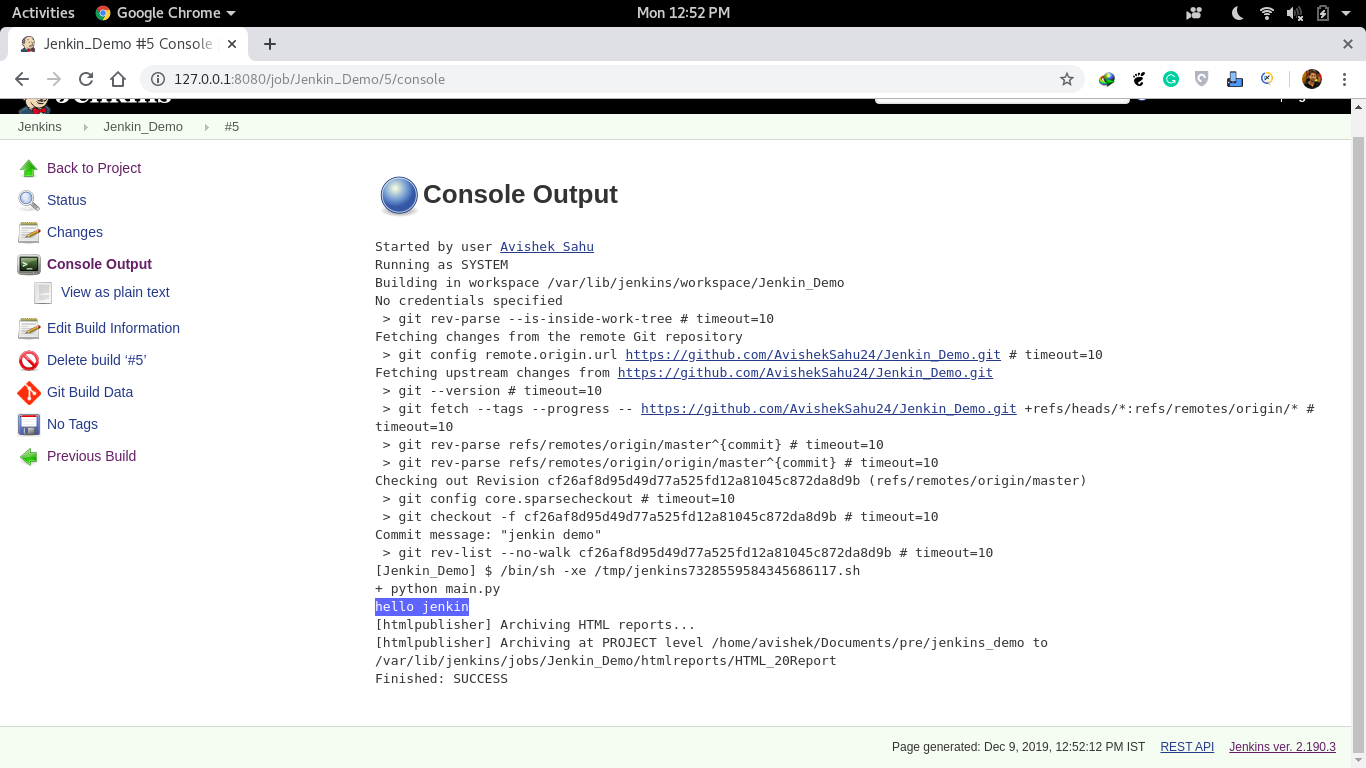 Activities Google Chrome Mon 12:52 PM
Jenkin_Demo #5 Console
127.0.0.1:8080/job/Jenkin_Demo/5/console
Jenkins
Jenkins Jenkin_Demo #5
Back to Project
Status
Changes
Console Output
View as plain text
Edit Build Information
Delete build ‘#5’
Git Build Data
No Tags
Previous Build
Console Output
Started by user Avishek Sahu
Running as SYSTEM
Building in workspace /var/lib/jenkins/workspace/Jenkin_Demo
No credentials specified
 > git rev-parse --is-inside-work-tree # timeout=10
Fetching changes from the remote Git repository
 > git config remote.origin.url https://github.com/AvishekSahu24/Jenkin_Demo.git # timeout=10
Fetching upstream changes from https://github.com/AvishekSahu24/Jenkin_Demo.git
 > git --version # timeout=10
 > git fetch --tags --progress -- https://github.com/AvishekSahu24/Jenkin_Demo.git +refs/heads/*:refs/remotes/origin/* #
timeout=10
 > git rev-parse refs/remotes/origin/master^{commit} # timeout=10
 > git rev-parse refs/remotes/origin/origin/master^{commit} # timeout=10
Checking out Revision cf26af8d95d49d77a525fd12a81045c872da8d9b (refs/remotes/origin/master)
 > git config core.sparsecheckout # timeout=10
 > git checkout -f cf26af8d95d49d77a525fd12a81045c872da8d9b # timeout=10
Commit message: "jenkin demo"
 > git rev-list --no-walk cf26af8d95d49d77a525fd12a81045c872da8d9b # timeout=10
[Jenkin_Demo] $ /bin/sh -xe /tmp/jenkins7328559584345686117.sh
+ python main.py
hello jenkin
[htmlpublisher] Archiving HTML reports...
[htmlpublisher] Archiving at PROJECT level /home/avishek/Documents/pre/jenkins_demo to
/var/lib/jenkins/jobs/Jenkin_Demo/htmlreports/HTML_20Report
Finished: SUCCESS
Page generated: Dec 9, 2019, 12:52:12 PM IST REST API Jenkins ver. 2.190.3